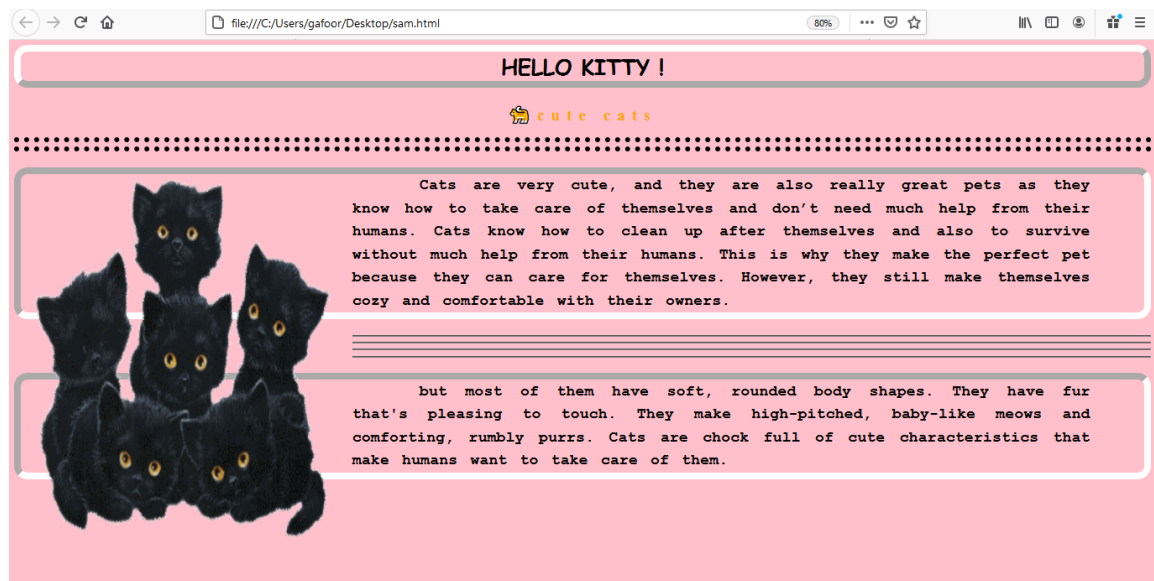 file:///C:/Users/gafoor/Desktop/sam.html
80%
HELLO KITTY !
cute cats
Cats are very cute, and they are also really great pets as they
know how to take care of themselves and don’t need much help from their
humans. Cats know how to clean up after themselves and also to survive
without much help from their humans. This is why they make the perfect pet
because they can care for themselves. However, they still make themselves
cozy and comfortable with their owners.
but most of them have soft, rounded body shapes. They have fur
that's pleasing to touch. They make high-pitched, baby-like meows and
comforting, rumbly purrs. Cats are chock full of cute characteristics that
make humans want to take care of them.